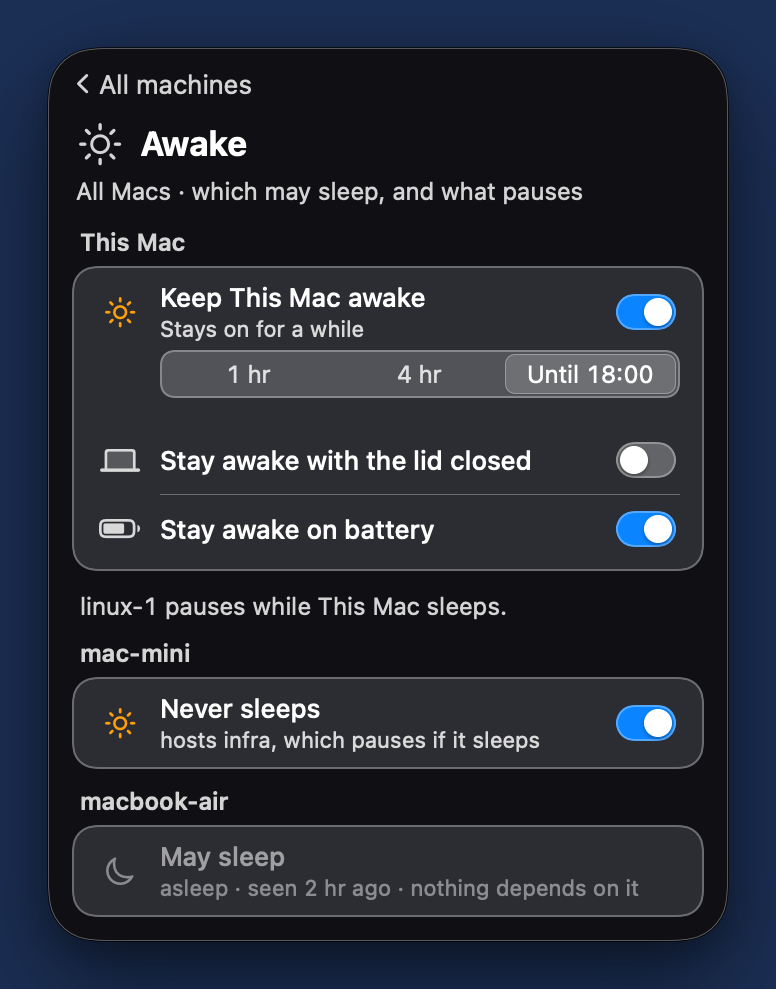 All machines
Awake
All Macs · which may sleep, and what pauses
This Mac
Keep This Mac awake
Stays on for a while
1 hr 4 hr Until 18:00
Stay awake with the lid closed
Stay awake on battery
linux-1 pauses while This Mac sleeps.
mac-mini
Never sleeps
hosts infra, which pauses if it sleeps
macbook-air
May sleep
asleep · seen 2 hr ago · nothing depends on it